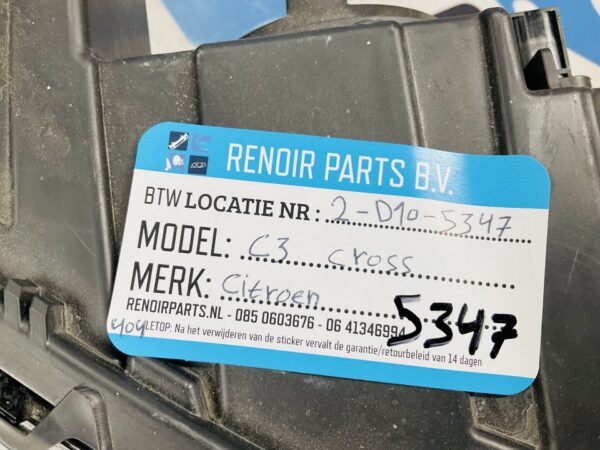 RENOIR PARTS B.V.
BTW LOCATIE NR : 2-D10-5347
MODEL: C3 cross
MERK: Citroen
RENOIRPARTS.NL - 085 0603676 - 06 41346994
5347
404
LETOP: Na het verwijderen van de sticker vervalt de garantie/retourbeleid van 14 dagen